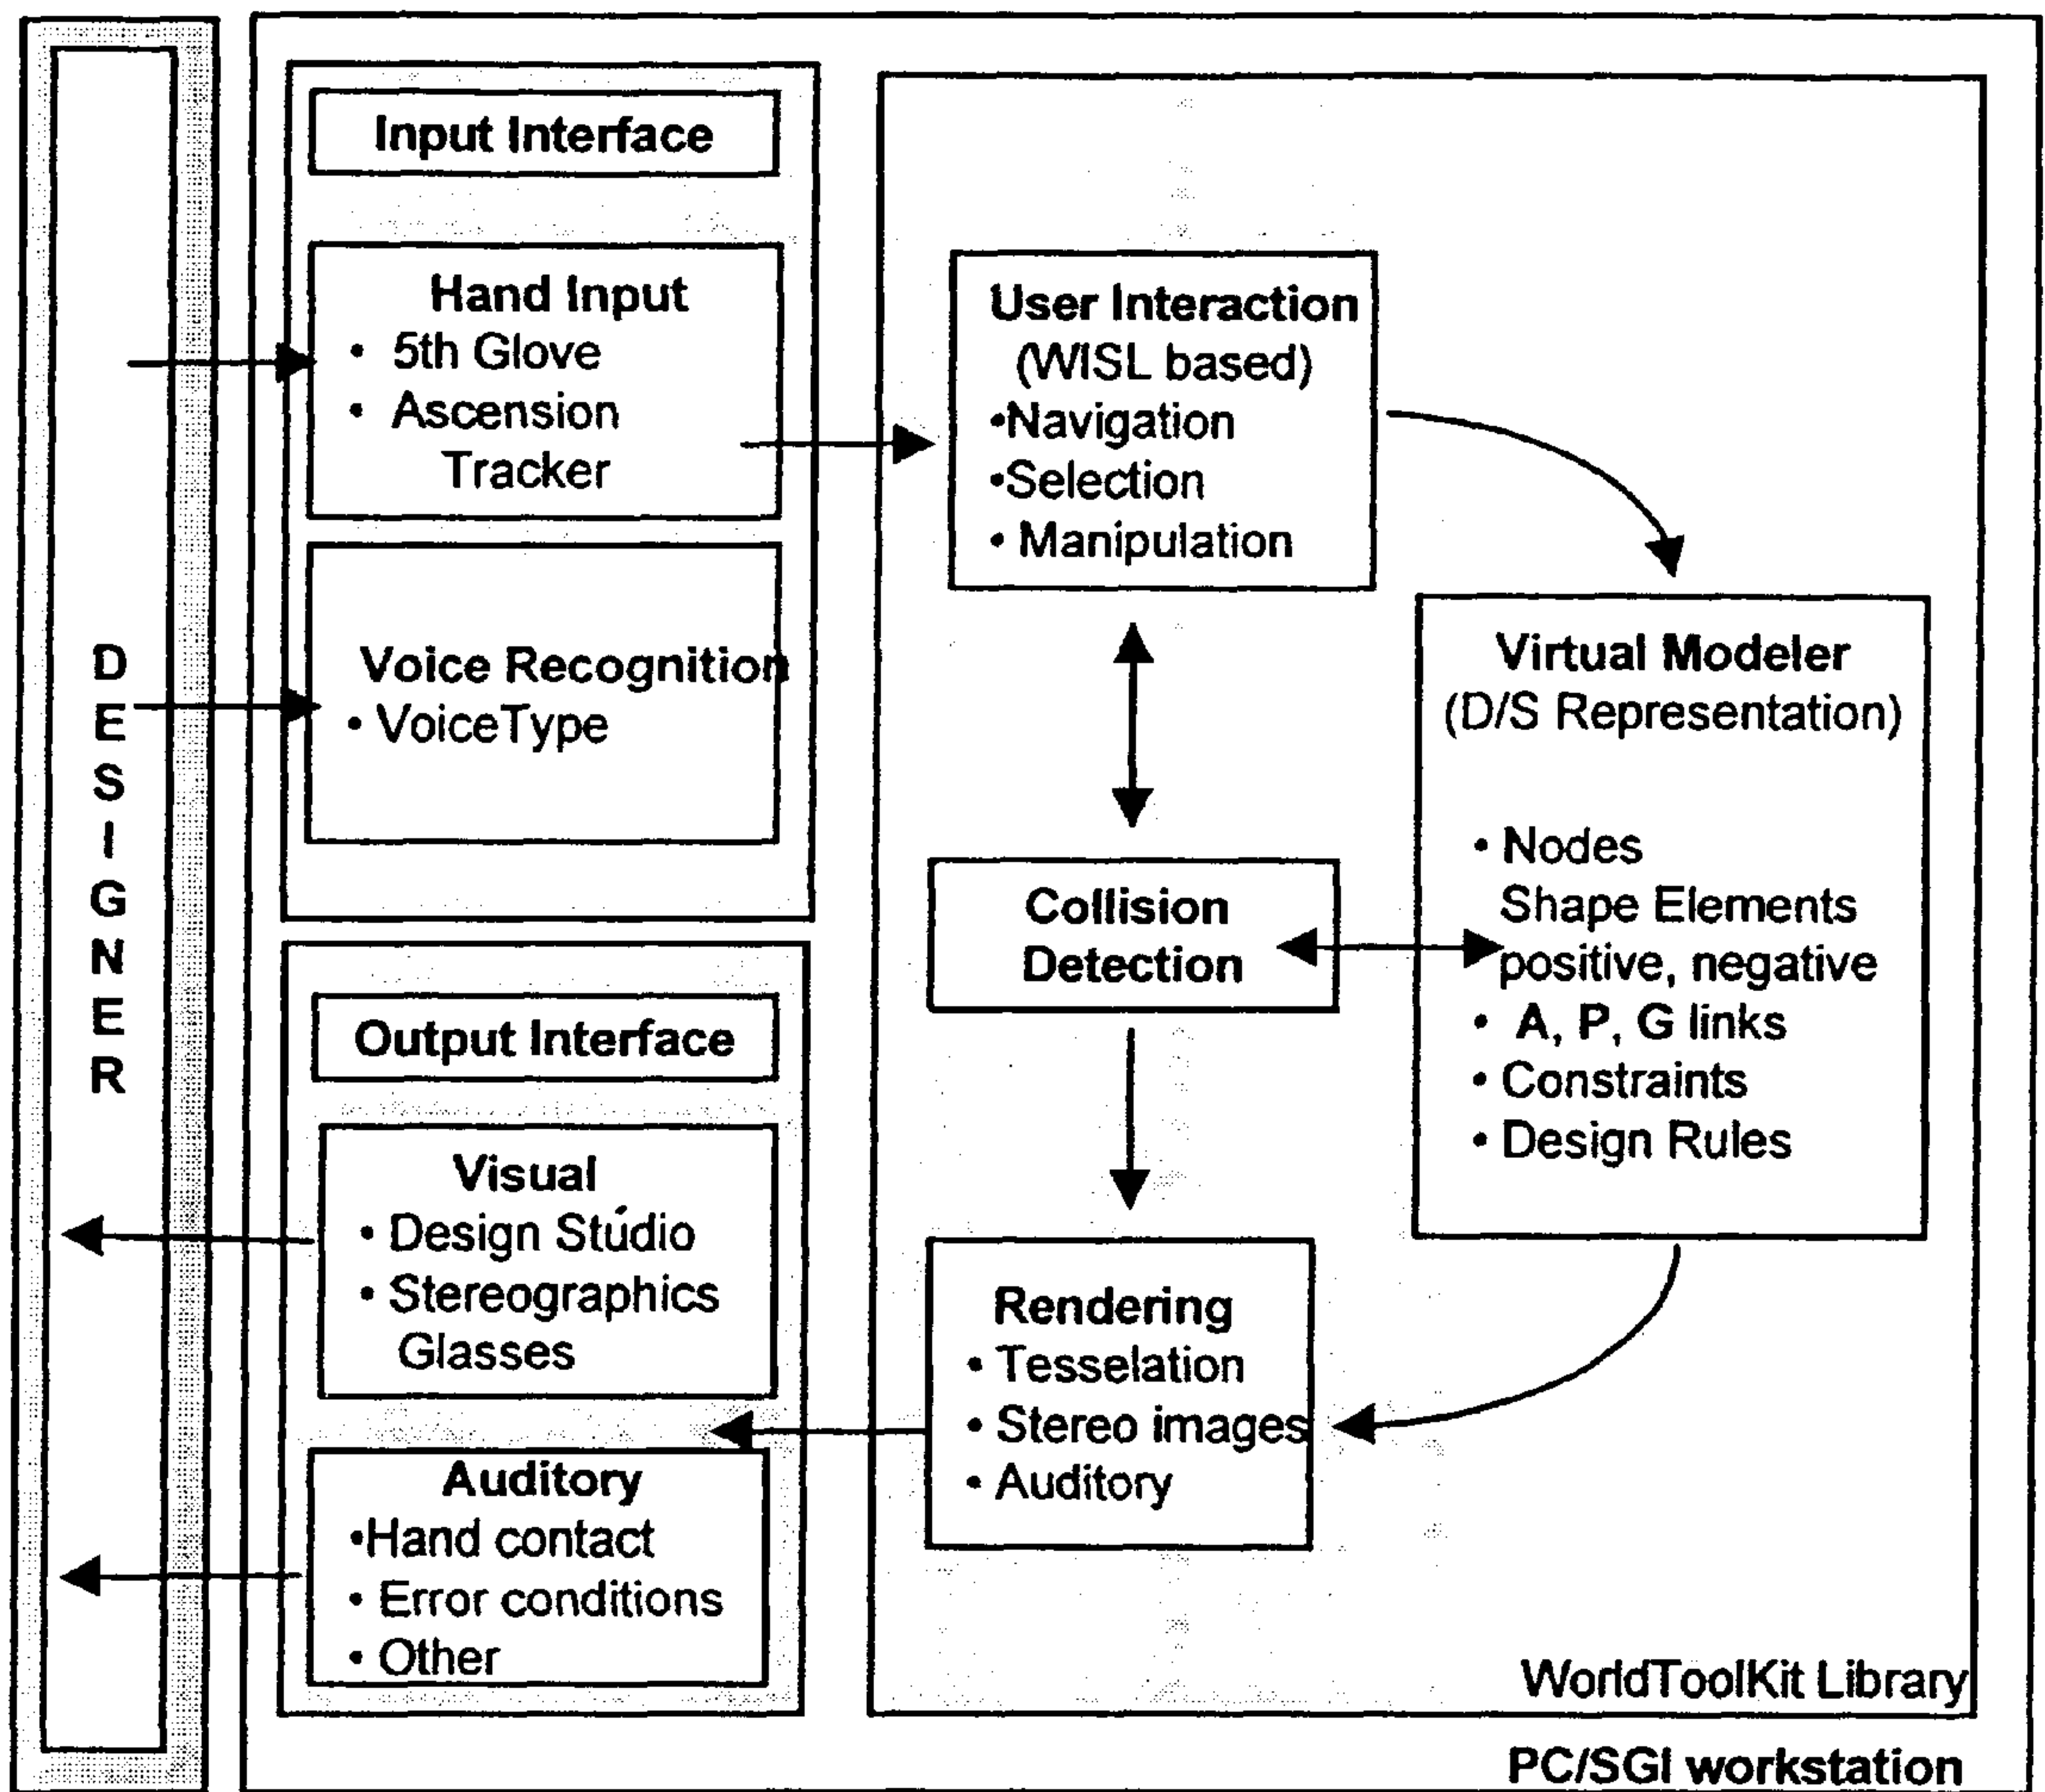 DESIGNER
Input Interface
Hand Input
• 5th Glove
• Ascension
Tracker
Voice Recognition
• VoiceType
Output Interface
Visual
• Design Stúdio
• Stereographics
Glasses
Auditory
•Hand contact
• Error conditions
• Other
User Interaction
(WISL based)
•Navigation
•Selection
• Manipulation
Collision
Detection
Rendering
• Tesselation
• Stereo images
• Auditory
Virtual Modeler
(D/S Representation)
• Nodes
Shape Elements
positive, negative
• A, P, G links
• Constraints
• Design Rules
WorldToolKit Library
PC/SGI workstation